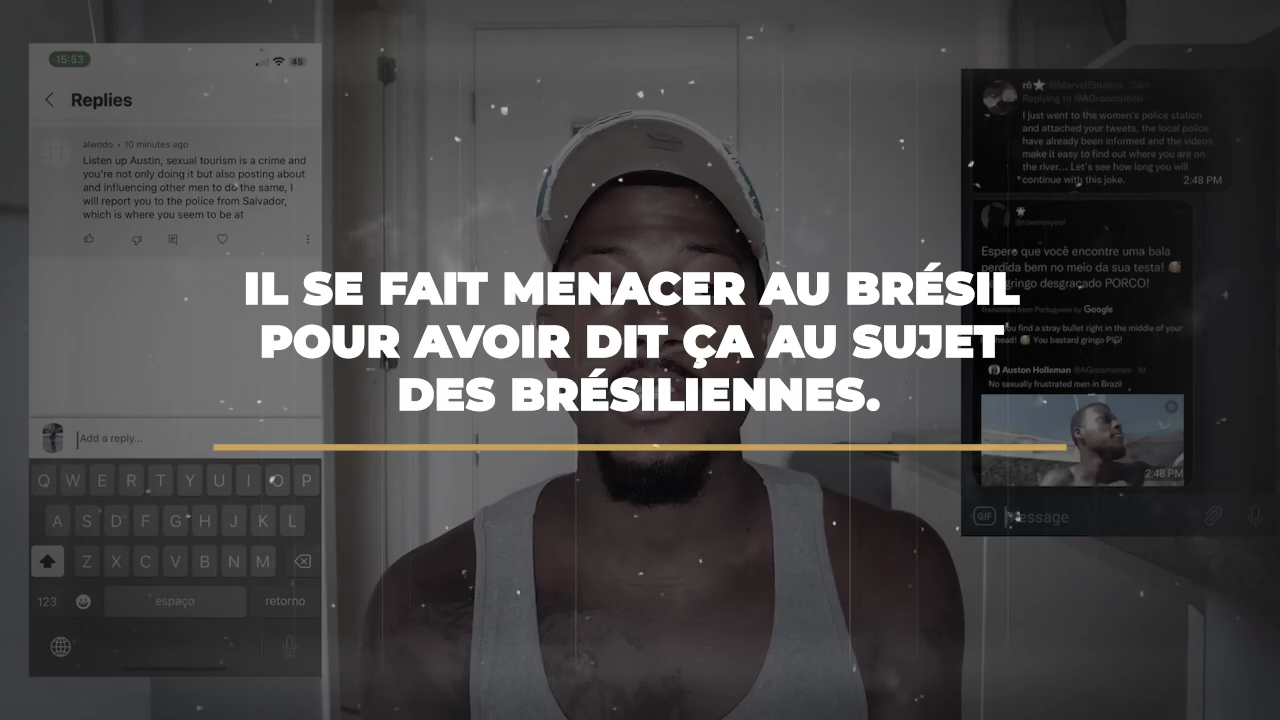 15:53
45
Replies
alwodo • 10 minutes ago
Listen up Austin, sexual tourism is a crime and
you're not only doing it but also posting about
and influencing other men to do the same, I
will report you to the police from Salvador,
which is where you seem to be at
Add a reply...
Q W E R T Y U I O P
A S D F G H J K L
Z X C V B N M
123
espaço
retorno
IL SE FAIT MENACER AU BRÉSIL
POUR AVOIR DIT ÇA AU SUJET
DES BRÉSILIENNES.
Replying to @AGroomsmen
I just went to the women's police station
and attached your tweets, the local police
have already been informed and the videos
make it easy to find out where you are on
the river... Let's see how long you will
continue with this joke.
2:48 PM
Espero que você encontre uma bala
perdida bem no meio da sua testa!
gringo desgraçado PORCO!
from Portuguese by Google
find a stray bullet right in the middle of your
head! You bastard gringo PIG!
Auston Holleman @AGroomsmen · 1d
No sexually frustrated men in Brazil
2:48 PM
GIF
Message